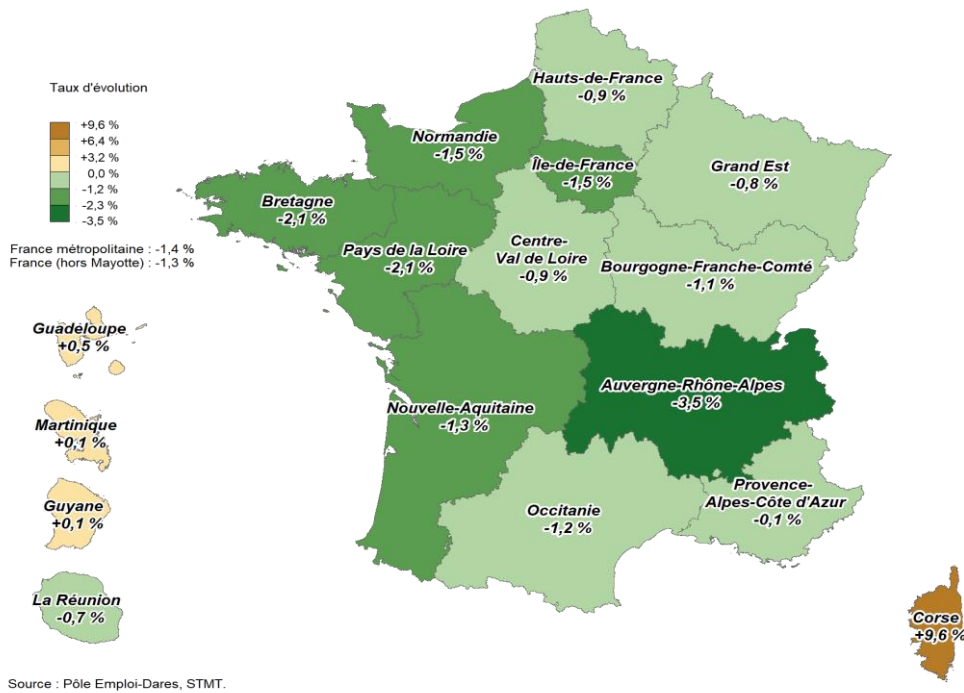 Taux d'évolution
+9,6 %
+6,4 %
+3,2 %
0,0 %
-1,2 %
-2,3 %
-3,5 %
France métropolitaine : -1,4 %
France (hors Mayotte) : -1,3 %
Hauts-de-France
-0,9 %
Normandie
-1,5 %
Île-de-France
-1,5 %
Grand Est
-0,8 %
Bretagne
-2,1 %
Pays de la Loire
-2,1 %
Centre-
Val de Loire
-0,9 %
Bourgogne-Franche-Comté
-1,1 %
Guadeloupe
+0,5 %
Auvergne-Rhône-Alpes
-3,5 %
Nouvelle-Aquitaine
-1,3 %
Martinique
+0,1 %
Guyane
+0,1 %
Provence-
Alpes-Côte d'Azur
-0,1 %
Occitanie
-1,2 %
La Réunion
-0,7 %
Corse
+9,6 %
Source : Pôle Emploi-Dares, STMT.